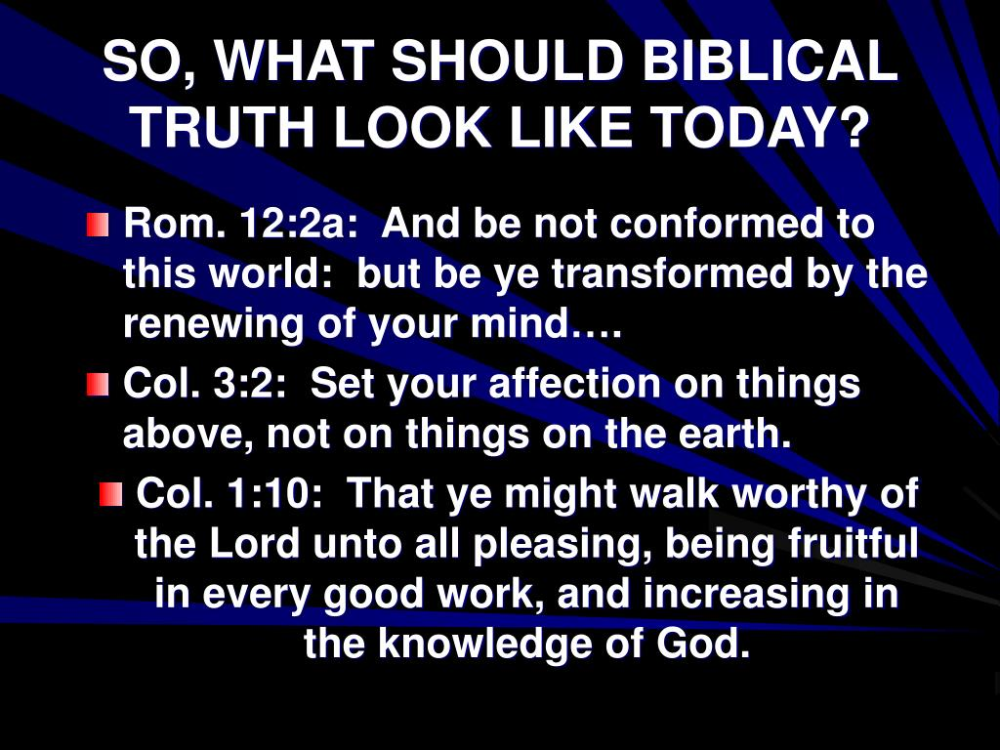 SO, WHAT SHOULD BIBLICAL
TRUTH LOOK LIKE TODAY?
Rom. 12:2a:  And be not conformed to
this world:  but be ye transformed by the
renewing of your mind….
Col. 3:2:  Set your affection on things
above, not on things on the earth.
Col. 1:10:  That ye might walk worthy of
the Lord unto all pleasing, being fruitful
in every good work, and increasing in
the knowledge of God.